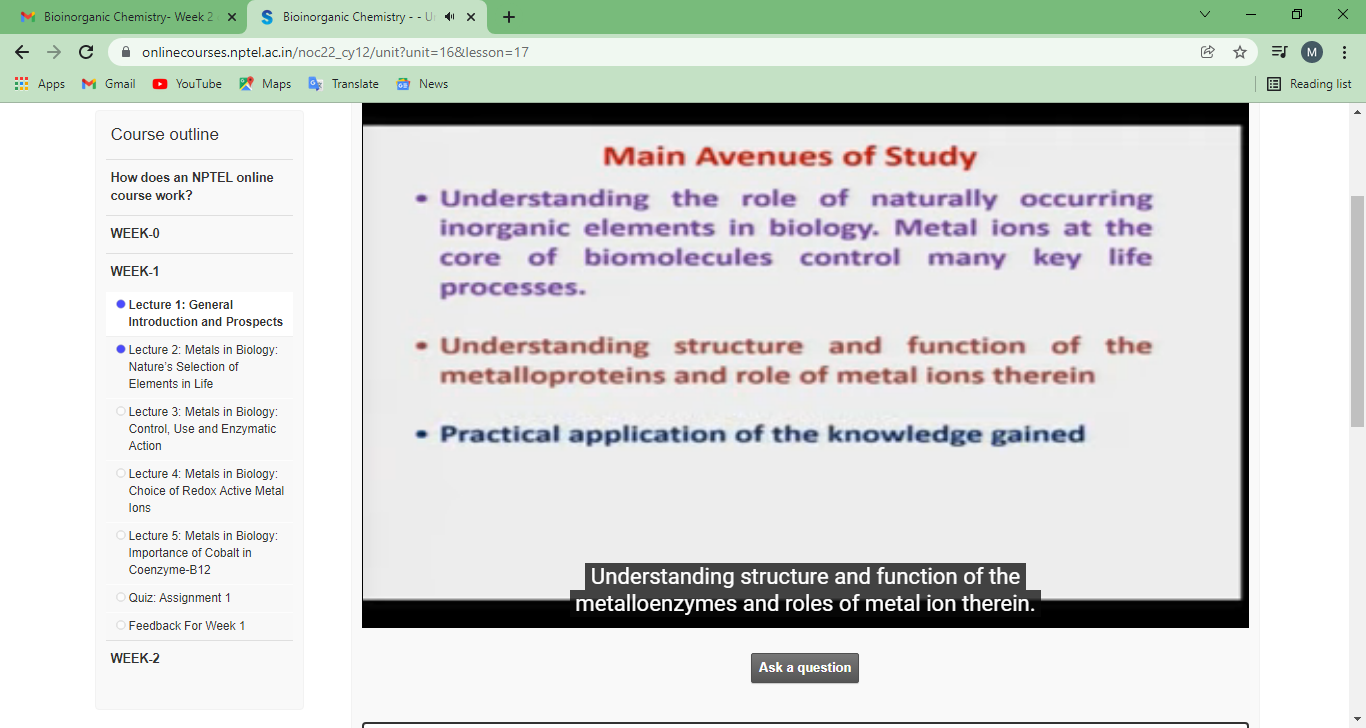 Bioinorganic Chemistry- Week 2
Bioinorganic Chemistry - - U
onlinecourses.nptel.ac.in/noc22_cy12/unit?unit=16&lesson=17
M
Apps
Gmail
YouTube
Maps
Translate
News
Reading list
Course outline
How does an NPTEL online
course work?
WEEK-0
WEEK-1
Lecture 1: General
Introduction and Prospects
Lecture 2: Metals in Biology:
Nature's Selection of
Elements in Life
Lecture 3: Metals in Biology:
Control, Use and Enzymatic
Action
Lecture 4: Metals in Biology:
Choice of Redox Active Metal
Ions
Lecture 5: Metals in Biology:
Importance of Cobalt in
Coenzyme-B12
Quiz: Assignment 1
Feedback For Week 1
WEEK-2
Main Avenues of Study
• Understanding the role of naturally occurring
inorganic elements in biology. Metal ions at the
core of biomolecules control many key life
processes.
• Understanding structure and function of the
metalloproteins and role of metal ions therein
• Practical application of the knowledge gained
Understanding structure and function of the
metalloenzymes and roles of metal ion therein.
Ask a question